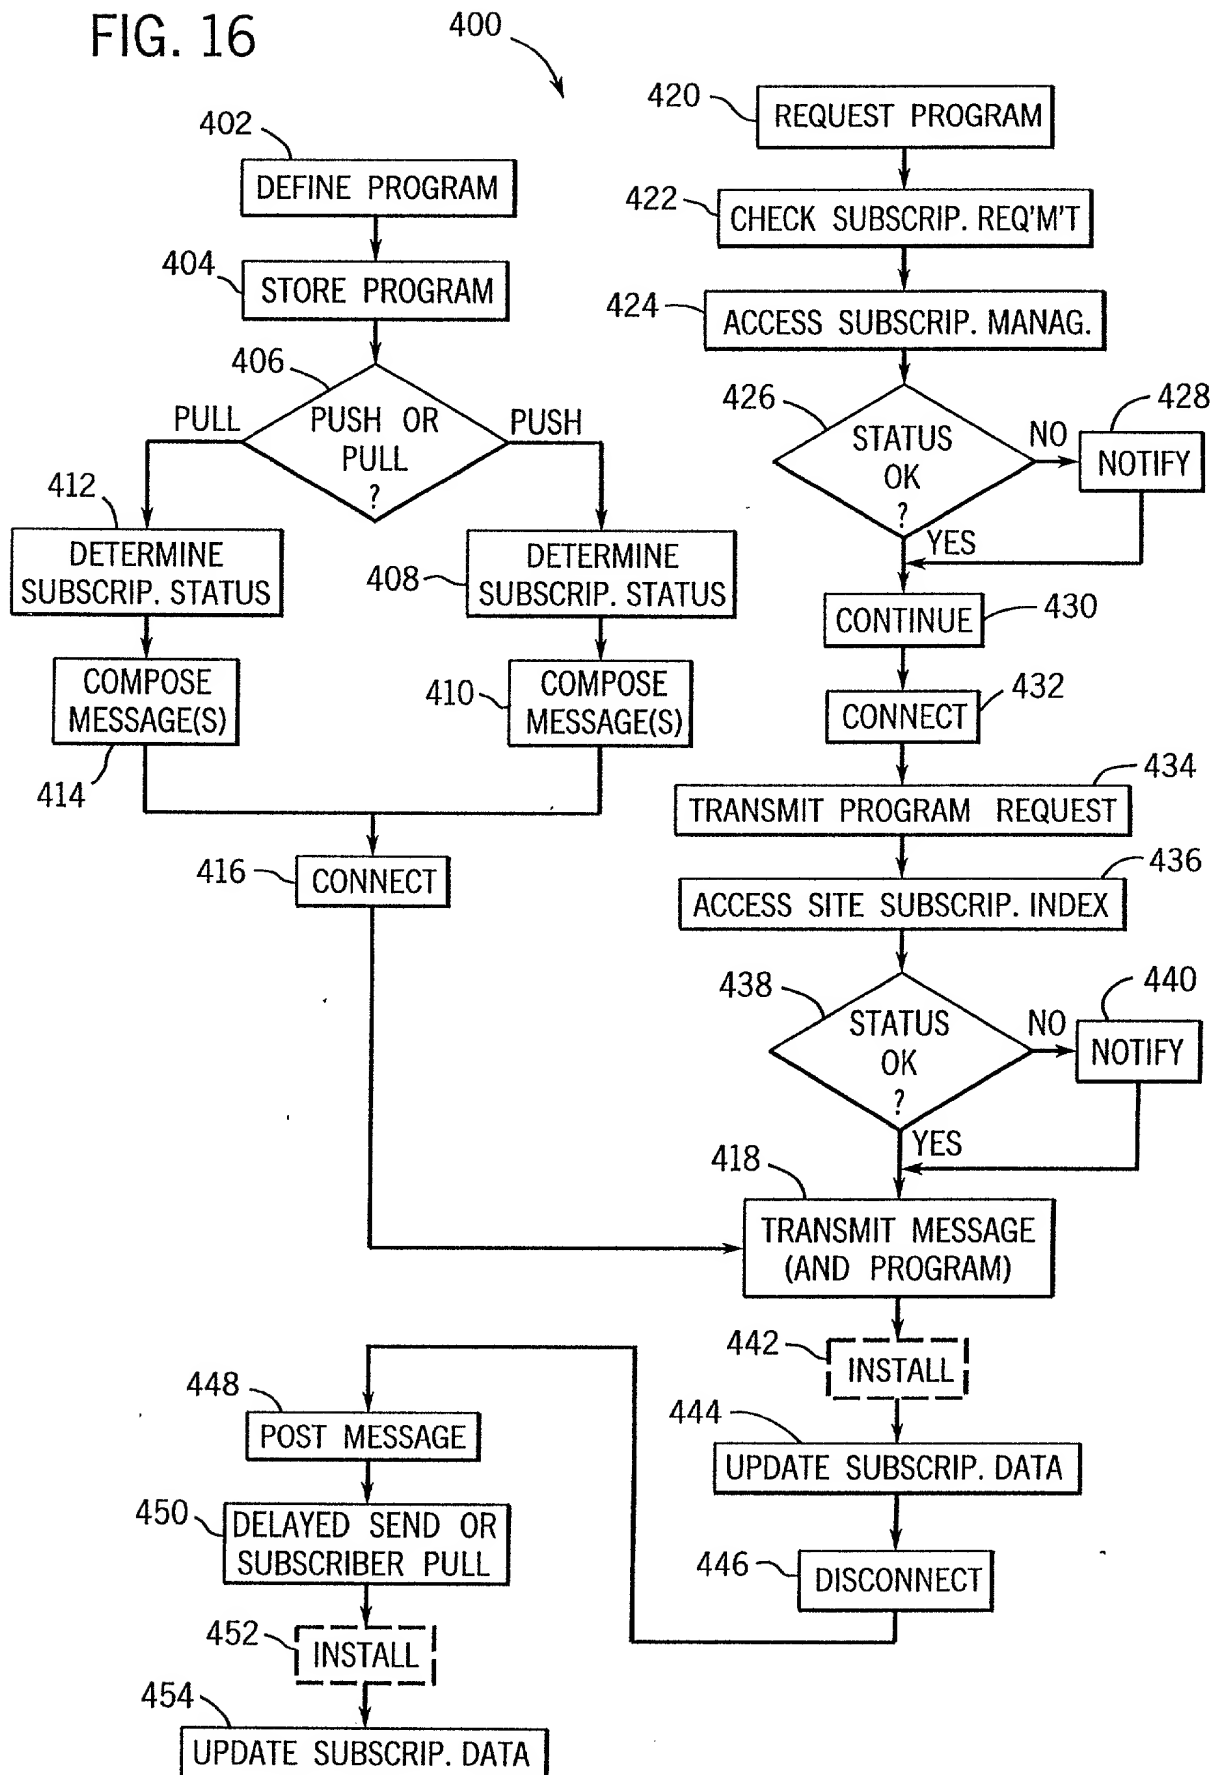 FIG. 16
400
402
DEFINE PROGRAM
404
STORE PROGRAM
406
PUSH OR
PULL
?
PULL
PUSH
412
DETERMINE
SUBSCRIP. STATUS
408
DETERMINE
SUBSCRIP. STATUS
COMPOSE
MESSAGE(S)
414
410
COMPOSE
MESSAGE(S)
416
CONNECT
420
REQUEST PROGRAM
422
CHECK SUBSCRIP. REQ'M'T
424
ACCESS SUBSCRIP. MANAG.
426
STATUS
OK
?
NO
428
NOTIFY
YES
CONTINUE
430
432
CONNECT
434
TRANSMIT PROGRAM REQUEST
436
ACCESS SITE SUBSCRIP. INDEX
438
STATUS
OK
?
NO
440
NOTIFY
YES
418
TRANSMIT MESSAGE
(AND PROGRAM)
442
INSTALL
444
UPDATE SUBSCRIP. DATA
446
DISCONNECT
448
POST MESSAGE
450
DELAYED SEND OR
SUBSCRIBER PULL
452
INSTALL
454
UPDATE SUBSCRIP. DATA